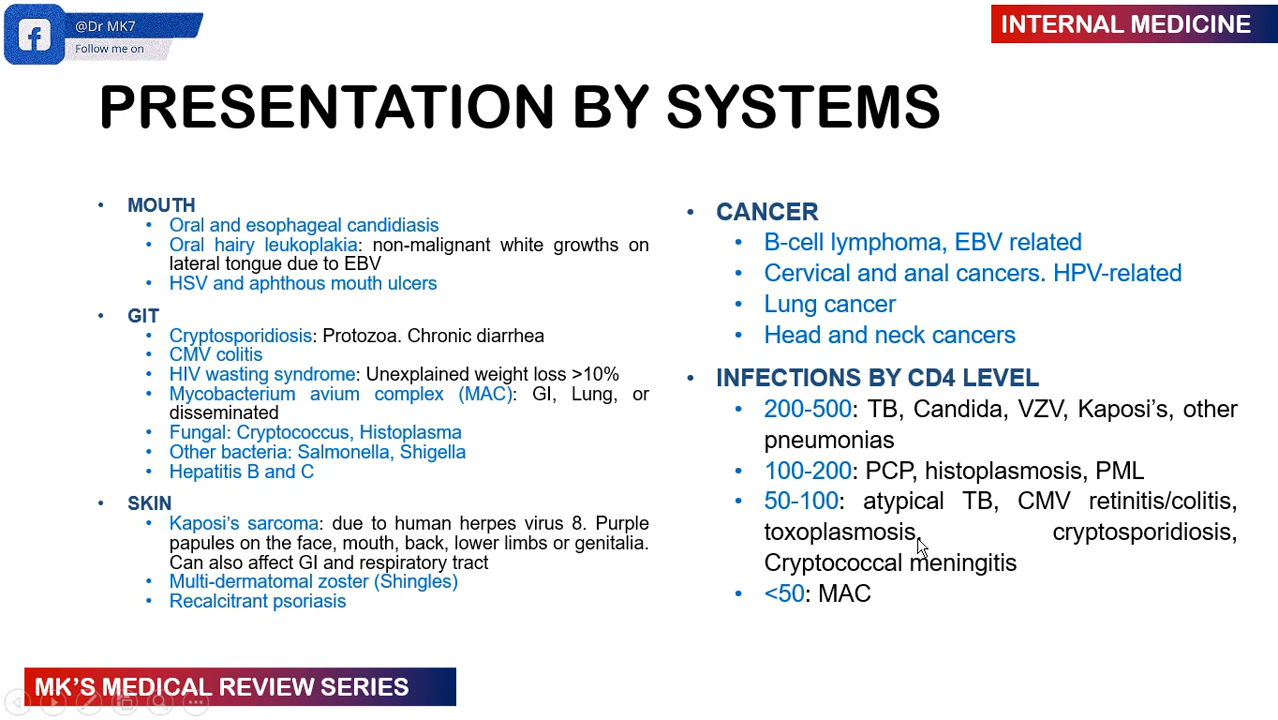 @Dr MK7
Follow me on
INTERNAL MEDICINE
PRESENTATION BY SYSTEMS
• MOUTH
• Oral and esophageal candidiasis
• Oral hairy leukoplakia: non-malignant white growths on
lateral tongue due to EBV
• HSV and aphthous mouth ulcers
• GIT
• Cryptosporidiosis: Protozoa. Chronic diarrhea
• CMV colitis
• HIV wasting syndrome: Unexplained weight loss >10%
• Mycobacterium avium complex (MAC): GI, Lung, or
disseminated
• Fungal: Cryptococcus, Histoplasma
• Other bacteria: Salmonella, Shigella
• Hepatitis B and C
• SKIN
• Kaposi's sarcoma: due to human herpes virus 8. Purple
papules on the face, mouth, back, lower limbs or genitalia.
Can also affect GI and respiratory tract
• Multi-dermatomal zoster (Shingles)
• Recalcitrant psoriasis
• CANCER
• B-cell lymphoma, EBV related
• Cervical and anal cancers. HPV-related
• Lung cancer
• Head and neck cancers
• INFECTIONS BY CD4 LEVEL
• 200-500: TB, Candida, VZV, Kaposi's, other
pneumonias
• 100-200: PCP, histoplasmosis, PML
• 50-100: atypical TB, CMV retinitis/colitis,
toxoplasmosis, cryptosporidiosis,
Cryptococcal meningitis
• <50: MAC
MK'S MEDICAL REVIEW SERIES